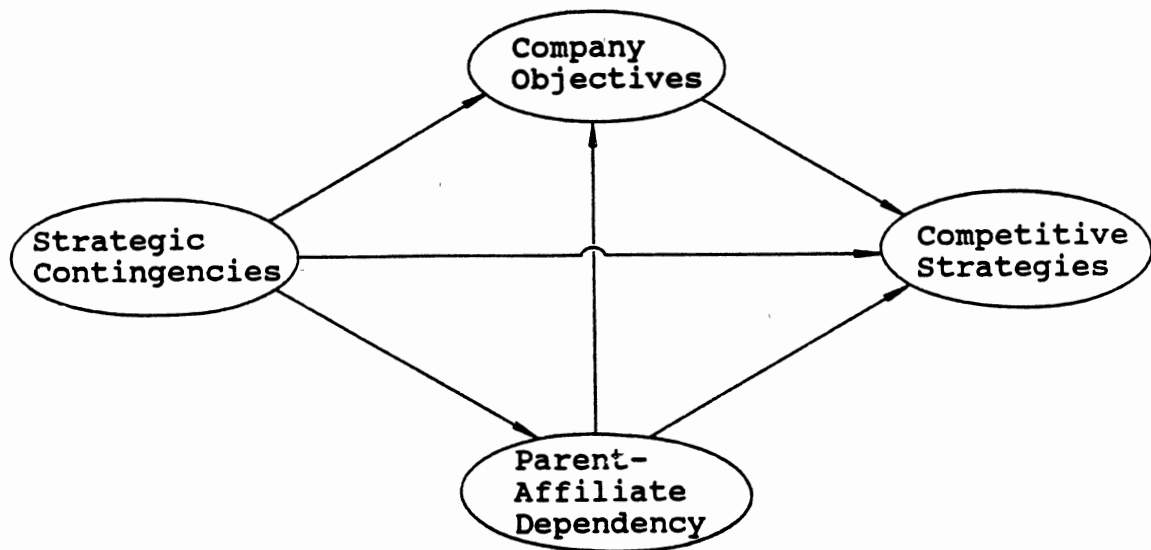 Company
Objectives
Strategic
Contingencies
Competitive
Strategies
Parent-
Affiliate
Dependency